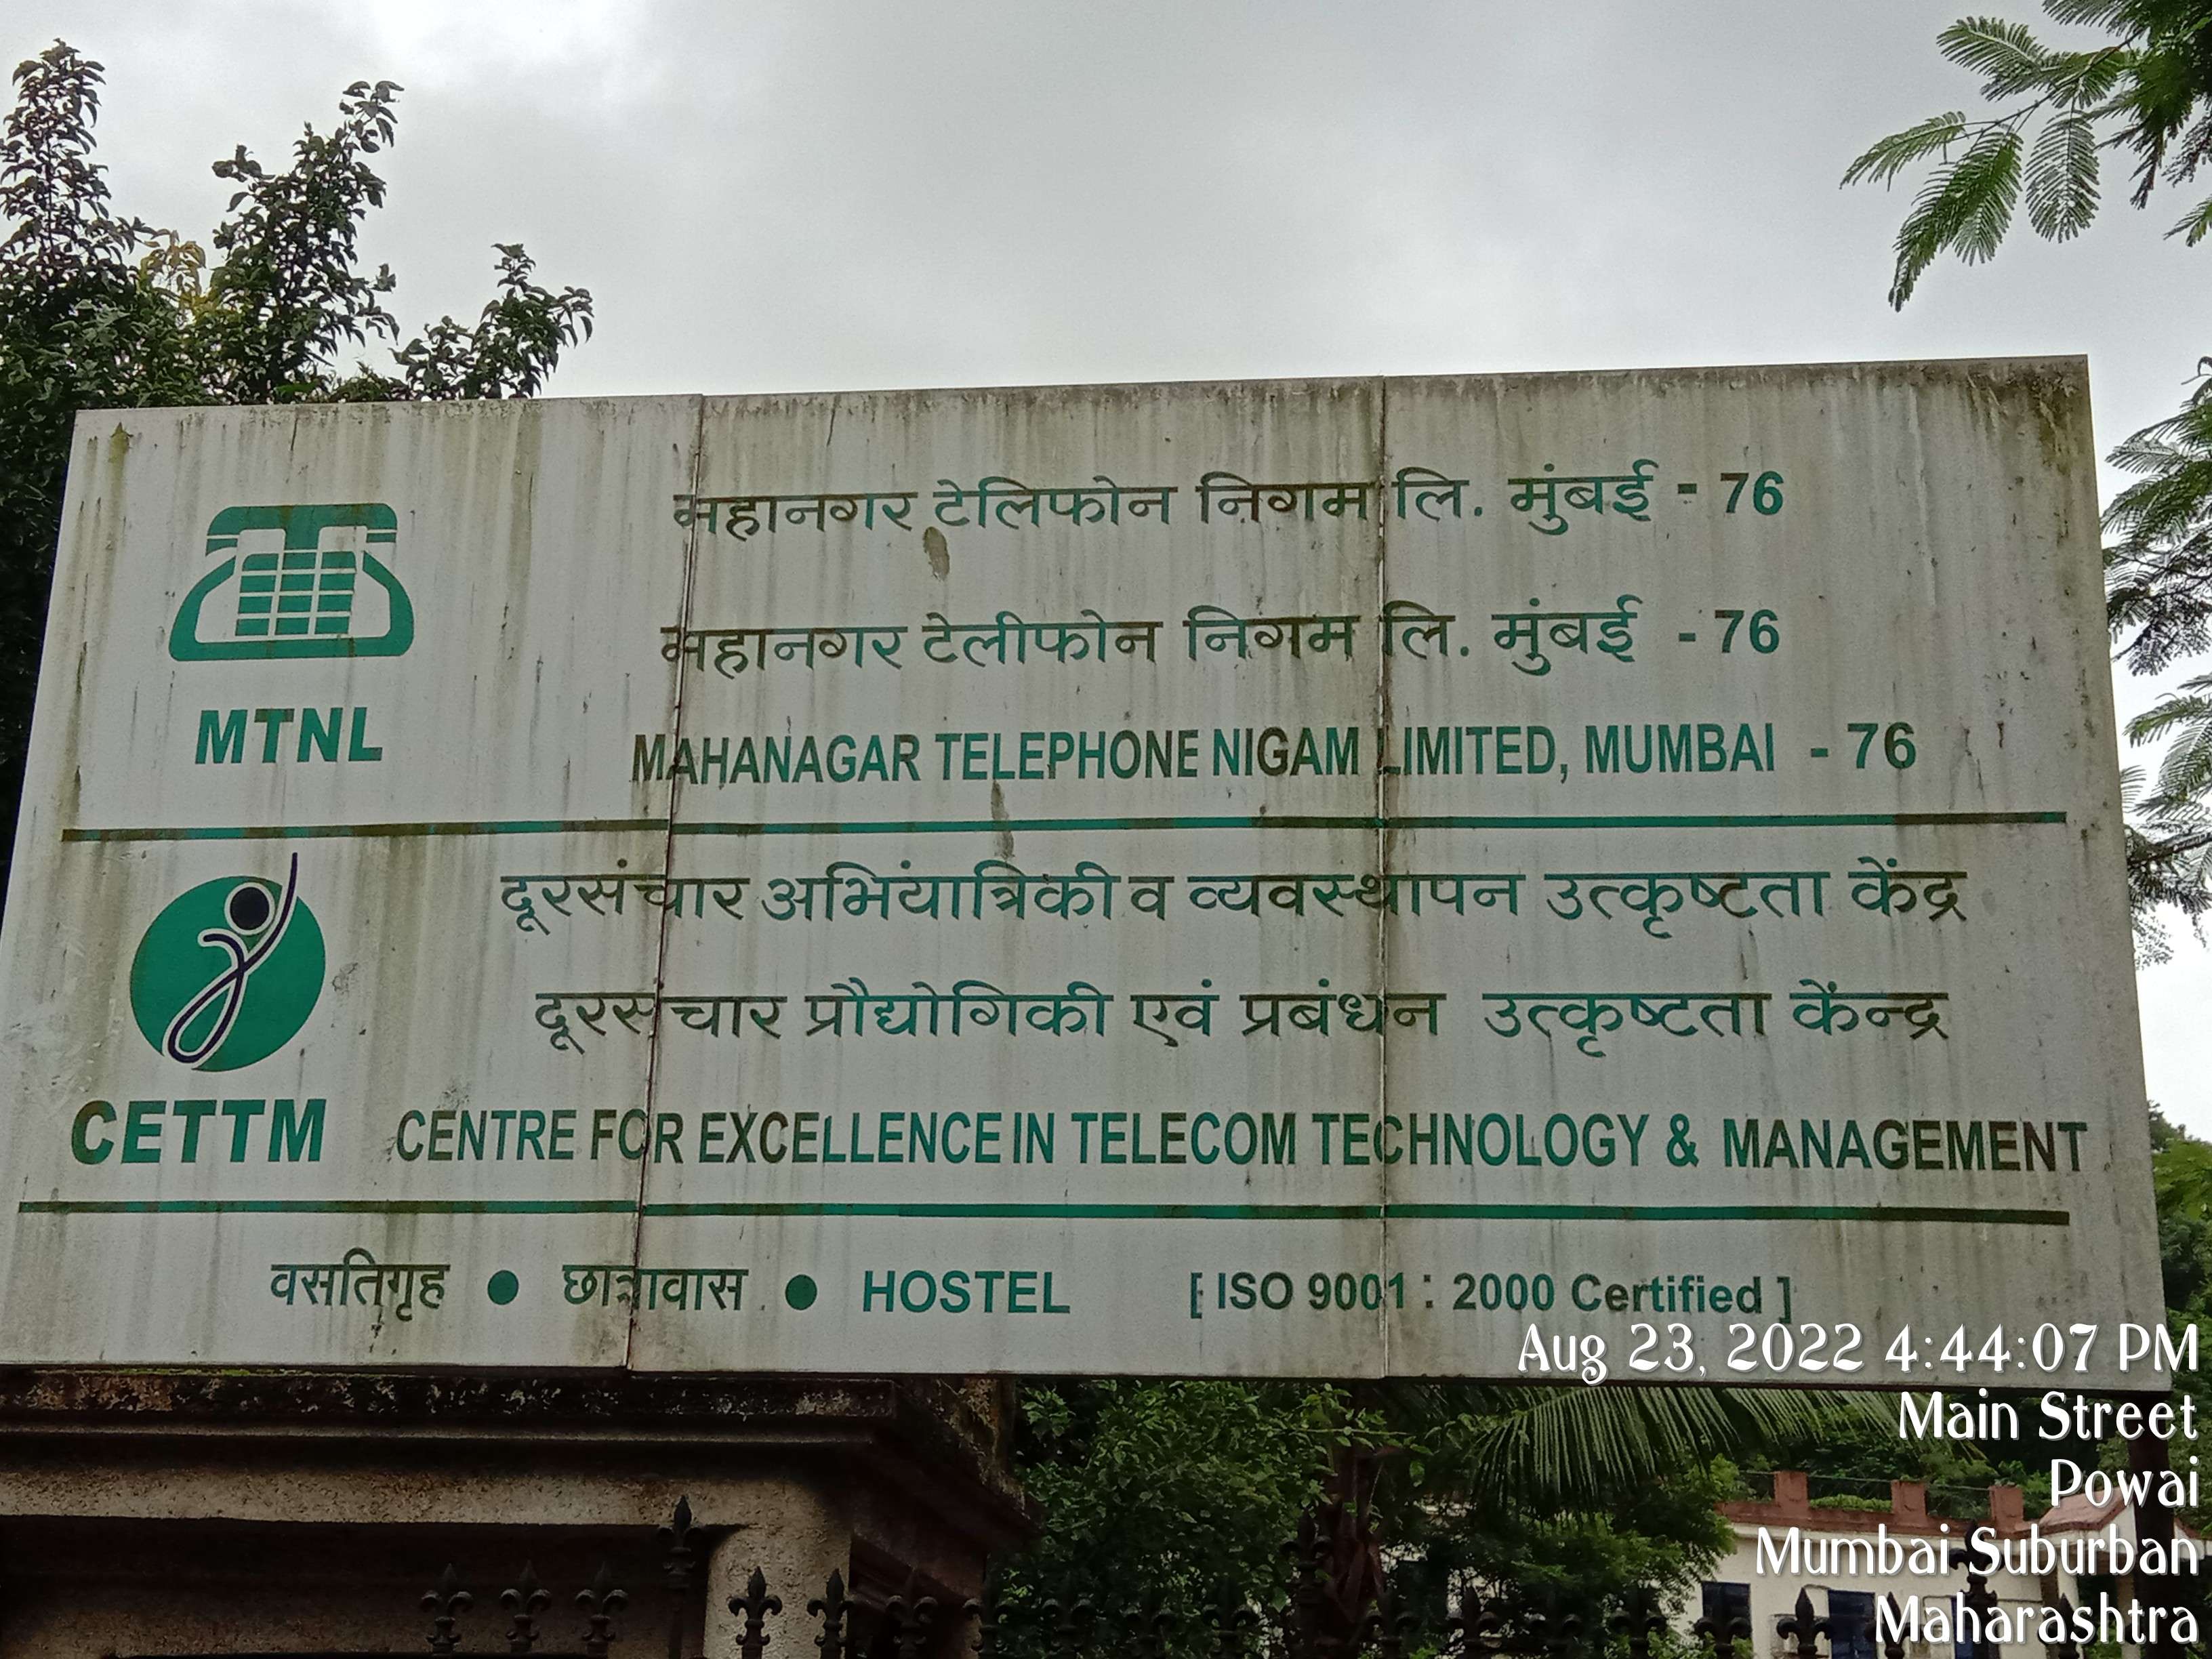 महानगर टेलिफोन निगम लि. मुंबई - 76
महानगर टेलीफोन निगम लि. मुंबई - 76
MTNL
MAHANAGAR TELEPHONE NIGAM LIMITED, MUMBAI - 76
दूरसंचार अभियांत्रिकी व व्यवस्थापन उत्कृष्टता केंद्र
दूरसंचार प्रौद्योगिकी एवं प्रबंधन उत्कृष्टता केंन्द्र
CETTM CENTRE FOR EXCELLENCE IN TELECOM TECHNOLOGY & MANAGEMENT
वसतिगृह ● छात्रावास ● HOSTEL [ ISO 9001 : 2000 Certified ]
Aug 23, 2022 4:44:07 PM
Main Street
Powai
Mumbai Suburban
Maharashtra